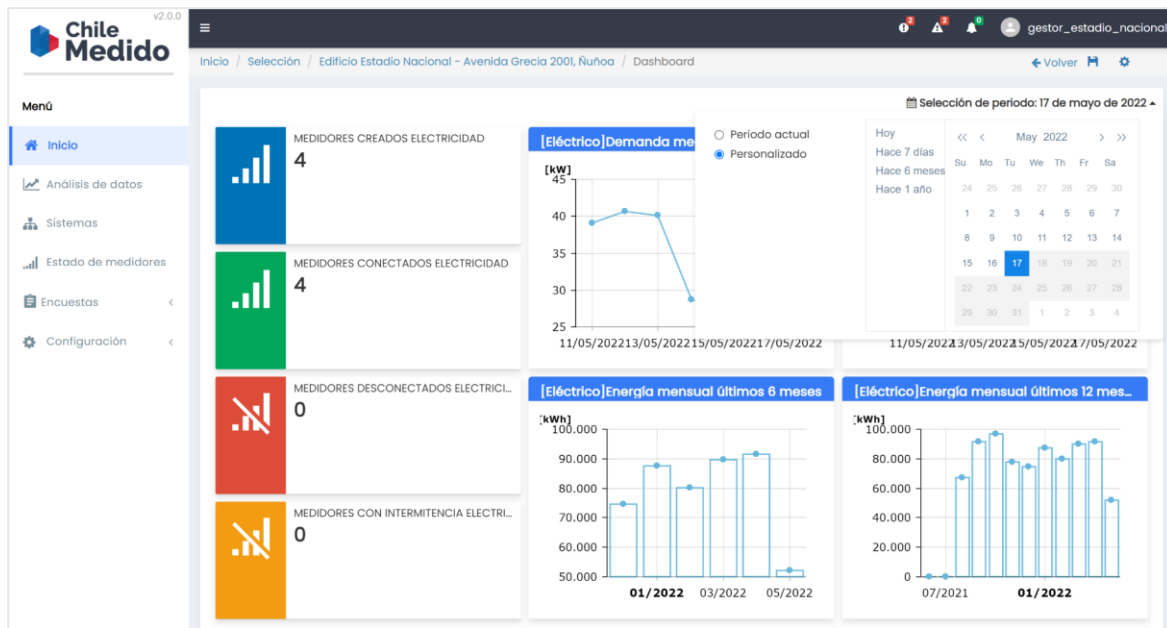 v2.0.0
Chile
Medido
2
2
0
gestor_estadio_nacional
Inicio / Selección / Edificio Estadio Nacional - Avenida Grecia 2001, Ñuñoa / Dashboard
Volver
Menú
Inicio
Análisis de datos
Sistemas
Estado de medidores
Encuestas
Configuración
Selección de periodo: 17 de mayo de 2022
MEDIDORES CREADOS ELECTRICIDAD
4
MEDIDORES CONECTADOS ELECTRICIDAD
4
MEDIDORES DESCONECTADOS ELECTRICI...
0
MEDIDORES CON INTERMITENCIA ELECTRI...
0
[Eléctrico]Demanda me
[kW]
45
40
35
30
25
11/05/2022 13/05/2022 15/05/2022 17/05/2022
Periodo actual
Personalizado
Hoy
Hace 7 días
Hace 6 meses
Hace 1 año
« < May 2022 > »
Su Mo Tu We Th Fr Sa
24 25 26 27 28 29 30
1 2 3 4 5 6 7
8 9 10 11 12 13 14
15 16 17 18 19 20 21
22 23 24 25 26 27 28
29 30 31 1 2 3 4
11/05/2022 13/05/2022 15/05/2022 17/05/2022
[Eléctrico]Energía mensual últimos 6 meses
[kWh]
100.000
90.000
80.000
70.000
60.000
50.000
01/2022 03/2022 05/2022
[Eléctrico]Energía mensual últimos 12 mes...
[kWh]
100.000
80.000
60.000
40.000
20.000
0
07/2021 01/2022